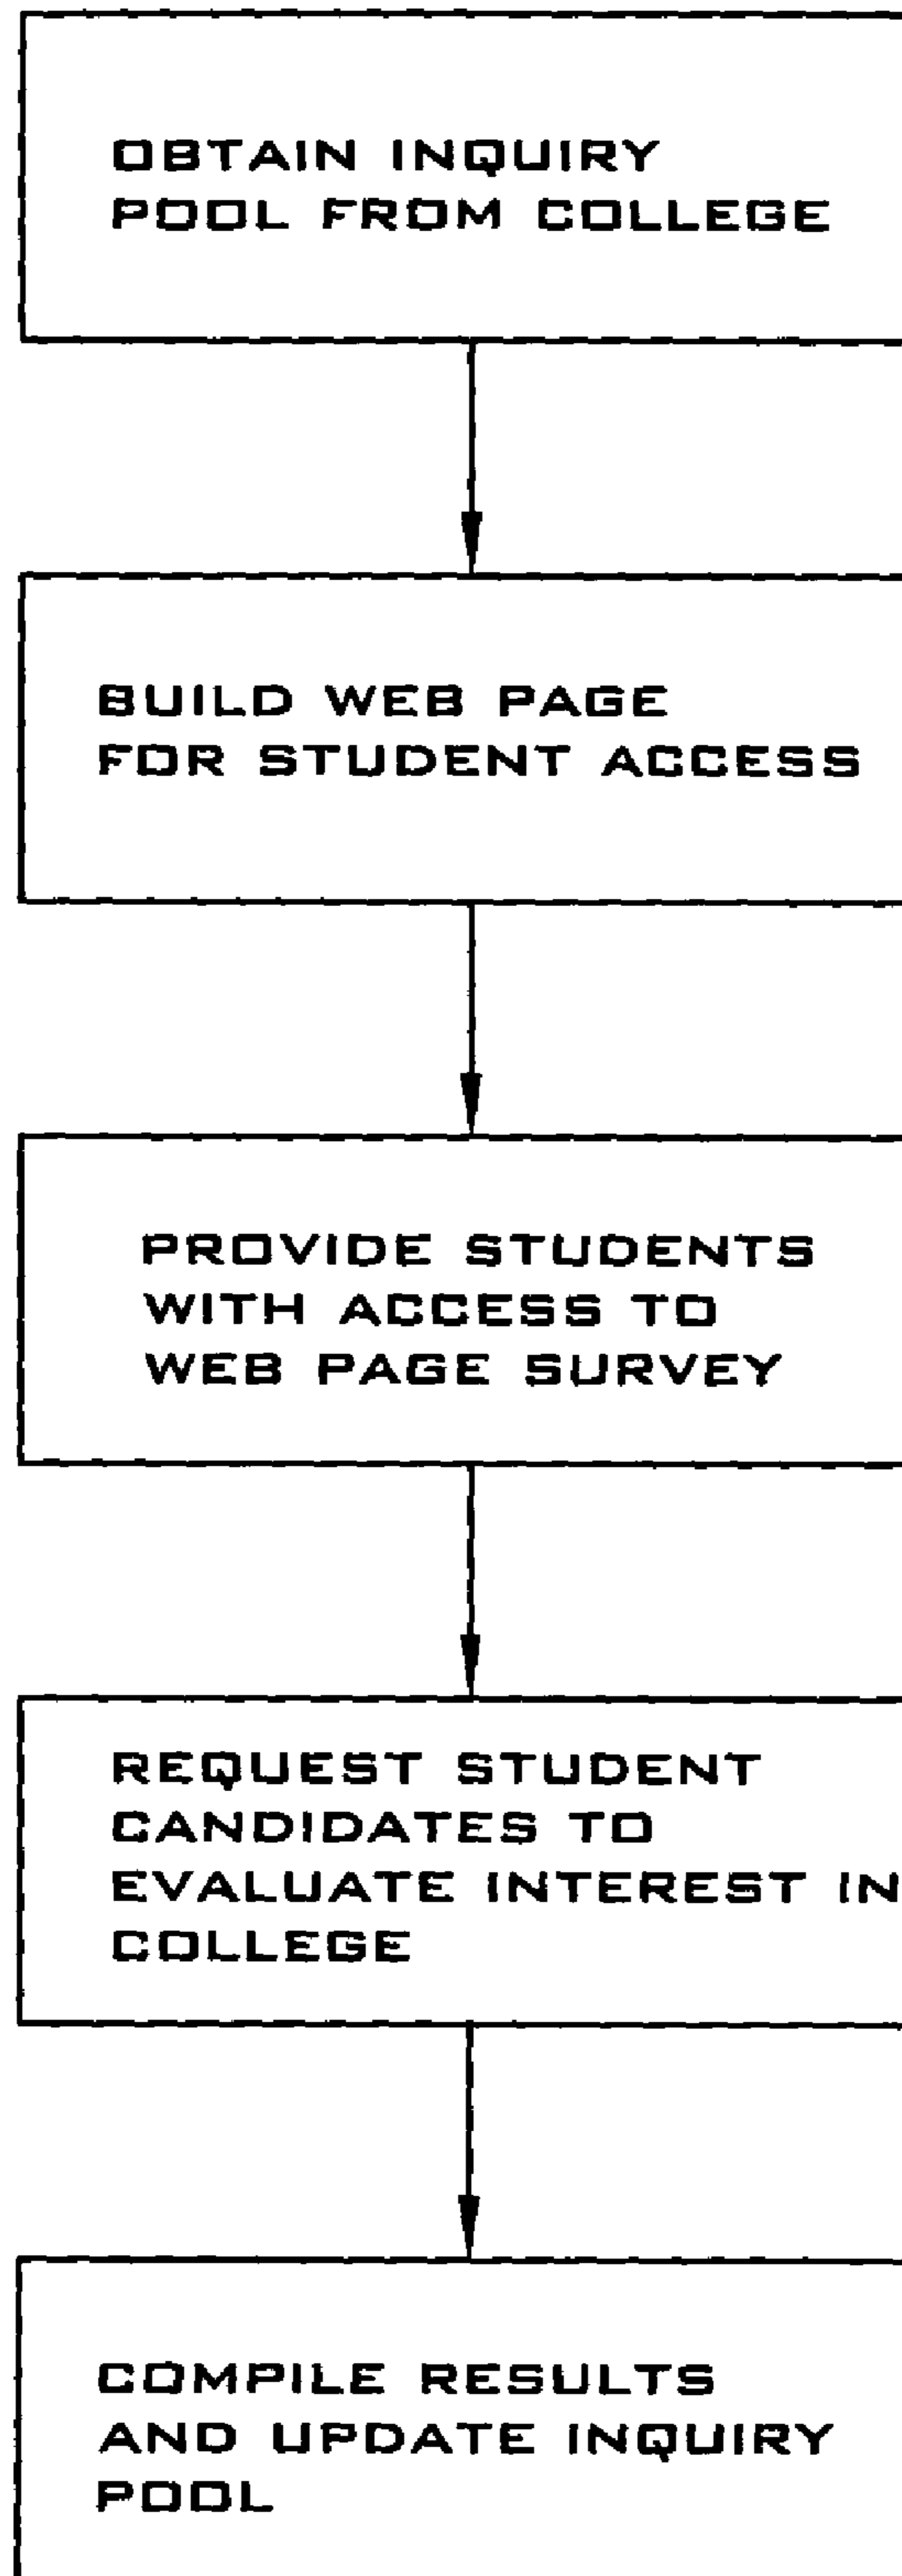 OBTAIN INQUIRY
POOL FROM COLLEGE
BUILD WEB PAGE
FOR STUDENT ACCESS
PROVIDE STUDENTS
WITH ACCESS TO
WEB PAGE SURVEY
REQUEST STUDENT
CANDIDATES TO
EVALUATE INTEREST IN
COLLEGE
COMPILE RESULTS
AND UPDATE INQUIRY
POOL